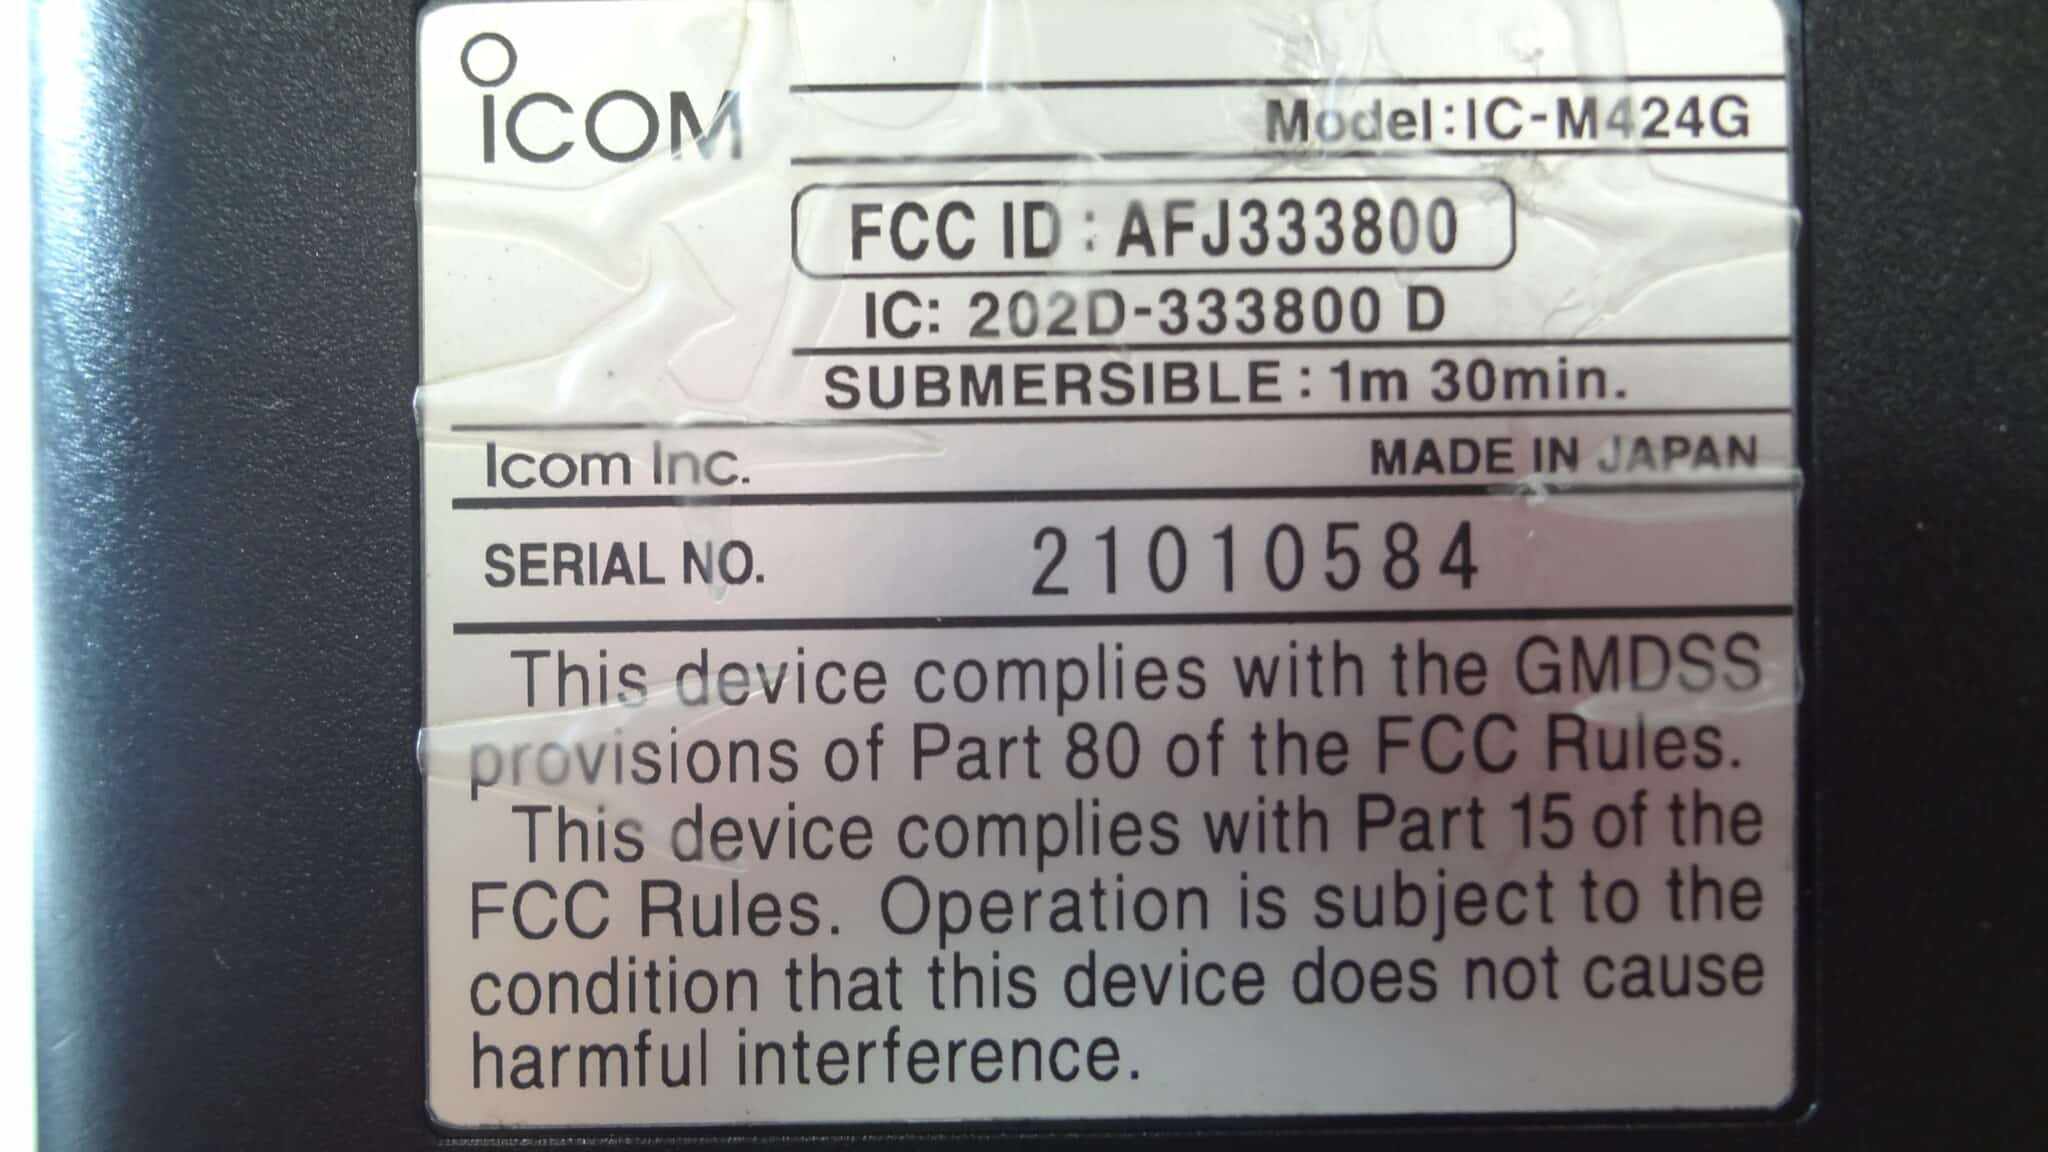 ICOM
Model:IC-M424G
FCC ID : AFJ333800
IC: 202D-333800 D
SUBMERSIBLE : 1m 30min.
Icom Inc. MADE IN JAPAN
SERIAL NO. 21010584
This device complies with the GMDSS
provisions of Part 80 of the FCC Rules.
This device complies with Part 15 of the
FCC Rules. Operation is subject to the
condition that this device does not cause
harmful interference.